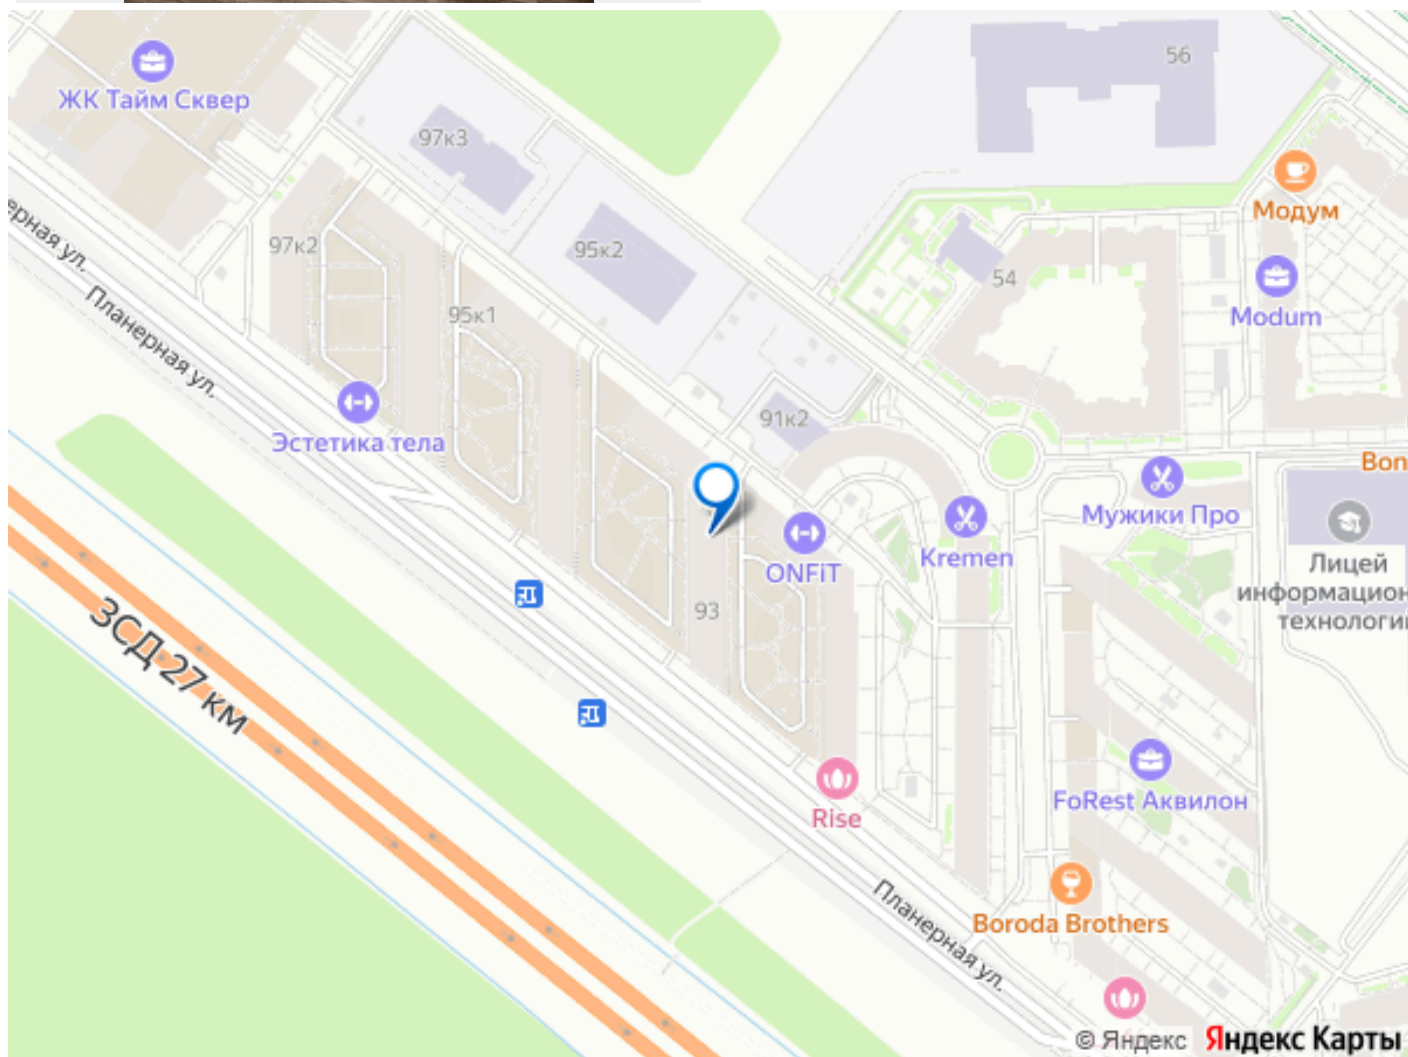 56
ЖК Тайм Сквер
97к3
Модум
97к2
95к2
54
ерная ул.
Планерная ул.
95к1
Modum
91к2
Эстетика тела
Bon
Мужики Про
Kremen
ONFiT
Лицей
информацион
технологи
ЗСД 27 км
93
Rise
FoRest Аквилон
Планерная ул.
Boroda Brothers
© Яндекс Яндекс Карты